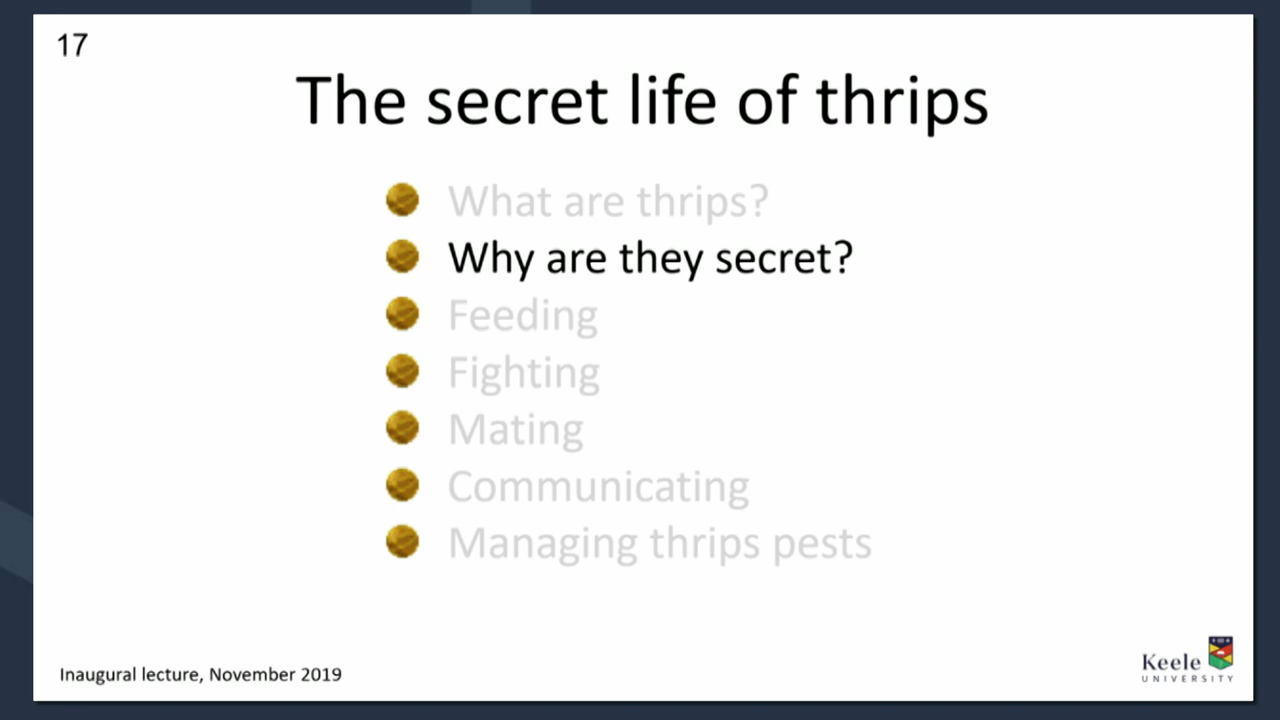 17
The secret life of thrips
What are thrips?
Why are they secret?
Feeding
Fighting
Mating
Communicating
Managing thrips pests
Inaugural lecture, November 2019
Keele
UNIVERSITY